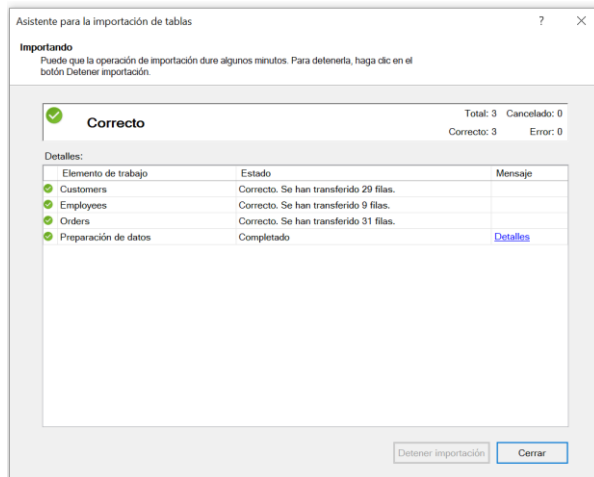 Asistente para la importación de tablas ?
Importando
Puede que la operación de importación dure algunos minutos. Para detenerla, haga clic en el
botón Detener importación.
Correcto
Total: 3 Cancelado: 0
Correcto: 3 Error: 0
Detalles:
Elemento de trabajo Estado Mensaje
Customers Correcto. Se han transferido 29 filas.
Employees Correcto. Se han transferido 9 filas.
Orders Correcto. Se han transferido 31 filas.
Preparación de datos Completado Detalles
Detener importación Cerrar